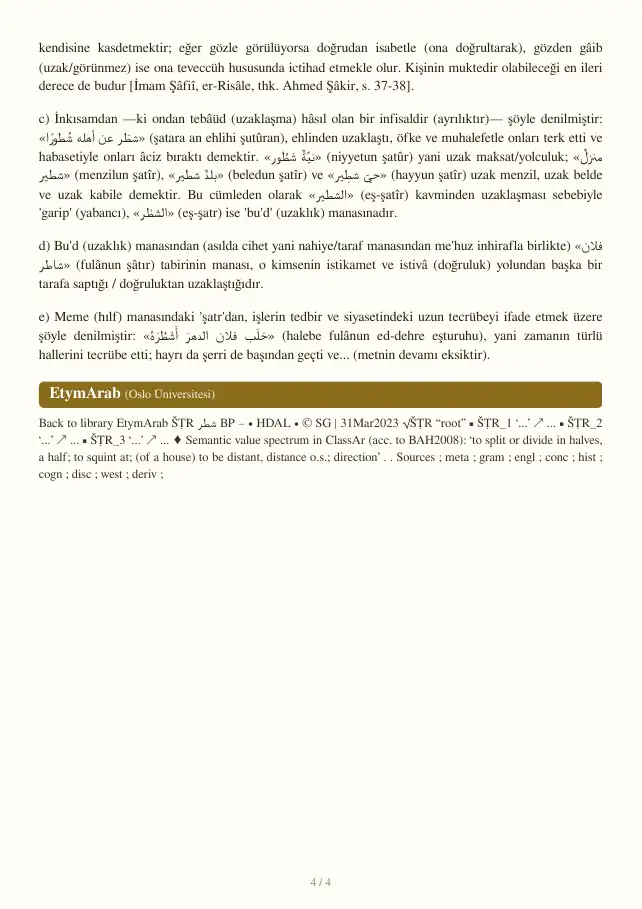 kendisine kasdetmektir; eğer gözle görülüyorsa doğrudan isabetle (ona doğrultarak), gözden gâib
(uzak/görünmez) ise ona teveccüh hususunda ictihad etmekle olur. Kişinin muktedir olabileceği en ileri
derece de budur [İmam Şâfiî, er-Risâle, thk. Ahmed Şâkir, s. 37-38].
c) İnkısamdan —ki ondan tebâüd (uzaklaşma) hâsıl olan bir infisaldir (ayrılıktır)— şöyle denilmiştir:
«شطَر عن أهله شُطورًا» (şatara an ehlihi şutûran), ehlinden uzaklaştı, öfke ve muhalefetle onları terk etti ve
habasetiyle onları âciz bıraktı demektir. «نِيَّةٌ شَطُور» (niyyetun şatûr) yani uzak maksat/yolculuk; «منزلٌ
شطير» (menzilun şatîr), «بلدٌ شطير» (beledun şatîr) ve «حيّ شطِير» (hayyun şatîr) uzak menzil, uzak belde
ve uzak kabile demektir. Bu cümleden olarak «الشطير» (eş-şatîr) kavminden uzaklaşması sebebiyle
'garip' (yabancı), «الشطْر» (eş-şatr) ise 'bu'd' (uzaklık) manasınadır.
d) Bu'd (uzaklık) manasından (asılda cihet yani nahiye/taraf manasından me'huz inhirafla birlikte) «فلان
شاطر» (fulânun şâtır) tabirinin manası, o kimsenin istikamet ve istivâ (doğruluk) yolundan başka bir
tarafa saptığı / doğruluktan uzaklaştığıdır.
e) Meme (hılf) manasındaki 'şatr'dan, işlerin tedbir ve siyasetindeki uzun tecrübeyi ifade etmek üzere
şöyle denilmiştir: «حَلَب فلان الدهرَ أَشْطُرَهُ» (halebe fulânun ed-dehre eşturuhu), yani zamanın türlü
hallerini tecrübe etti; hayrı da şerri de başından geçti ve... (metnin devamı eksiktir).
EtymArab (Oslo Üniversitesi)
Back to library EtymArab ŠṬR شطر BP – • HDAL • © SG | 31Mar2023 √ŠṬR “root” ▪ ŠṬR_1 ‘...’ ↗ ... ▪ ŠṬR_2
‘...’ ↗ ... ▪ ŠṬR_3 ‘...’ ↗ ... ♦ Semantic value spectrum in ClassAr (acc. to BAH2008): ‘to split or divide in halves,
a half; to squint at; (of a house) to be distant, distance o.s.; direction’ . . Sources ; meta ; gram ; engl ; conc ; hist ;
cogn ; disc ; west ; deriv ;
4 / 4